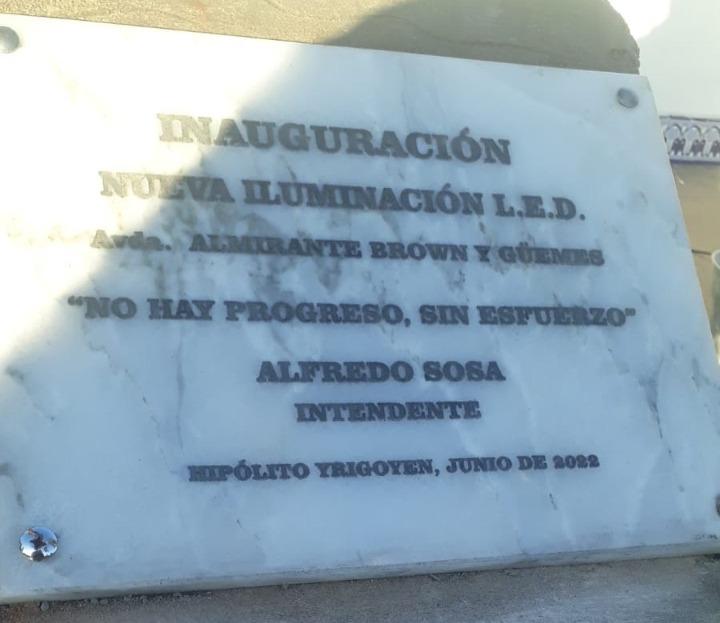 INAUGURACIÓN
NUEVA ILUMINACIÓN L.E.D.
Avda. ALMIRANTE BROWN Y GÜEMES
"NO HAY PROGRESO, SIN ESFUERZO"
ALFREDO SOSA
INTENDENTE
HIPÓLITO YRIGOYEN, JUNIO DE 2022